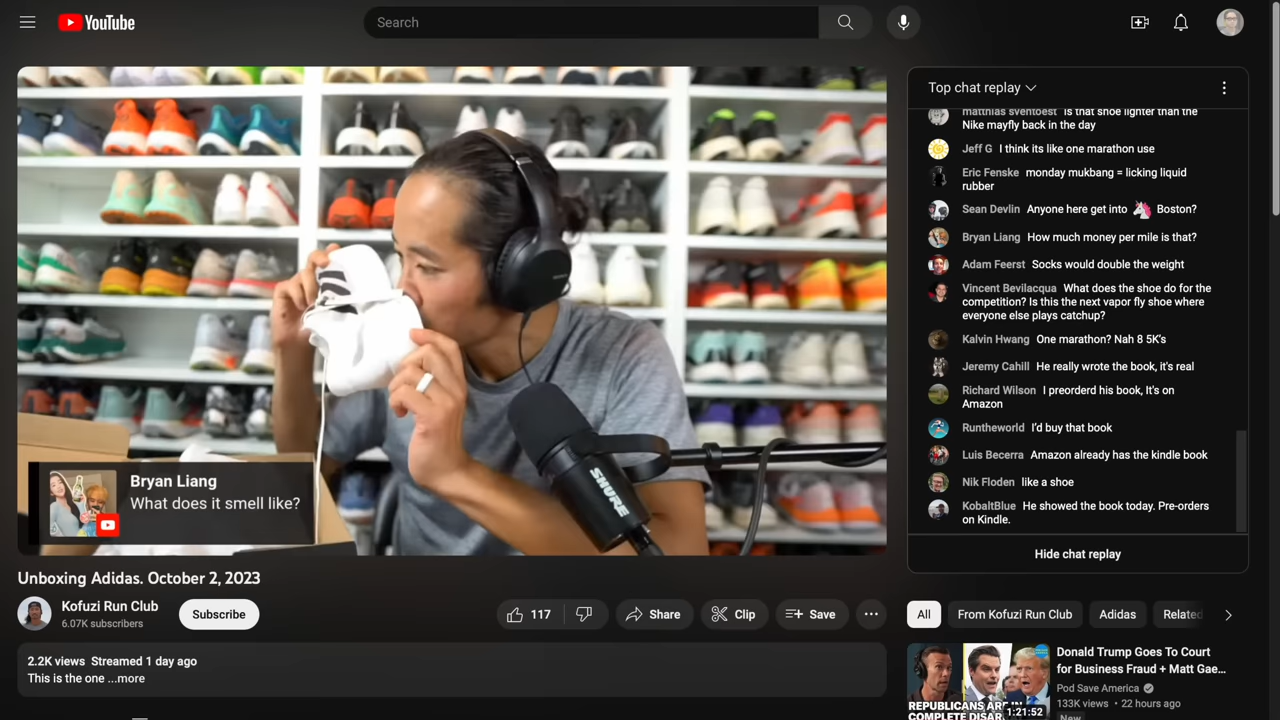 YouTube
Search
Top chat replay
matthias sventoest Is that shoe lighter than the
Nike mayfly back in the day
Jeff G I think its like one marathon use
Eric Fenske monday mukbang = licking liquid
rubber
Sean Devlin Anyone here get into 🦄 Boston?
Bryan Liang How much money per mile is that?
Adam Feerst Socks would double the weight
Vincent Bevilacqua What does the shoe do for the
competition? Is this the next vapor fly shoe where
everyone else plays catchup?
Kalvin Hwang One marathon? Nah 8 5K's
Jeremy Cahill He really wrote the book, it's real
Richard Wilson I preorderd his book, It's on
Amazon
Runtheworld I'd buy that book
Luis Becerra Amazon already has the kindle book
Nik Floden like a shoe
KobaltBlue He showed the book today. Pre-orders
on Kindle.
Hide chat replay
Bryan Liang
What does it smell like?
SHURE
Unboxing Adidas. October 2, 2023
Kofuzi Run Club
6.07K subscribers
Subscribe
117
Share
Clip
Save
2.2K views Streamed 1 day ago
This is the one ...more
All
From Kofuzi Run Club
Adidas
Related
Donald Trump Goes To Court
for Business Fraud + Matt Gae...
Pod Save America
133K views • 22 hours ago
New
REPUBLICANS ARE IN
COMPLETE DISAR
1:21:52